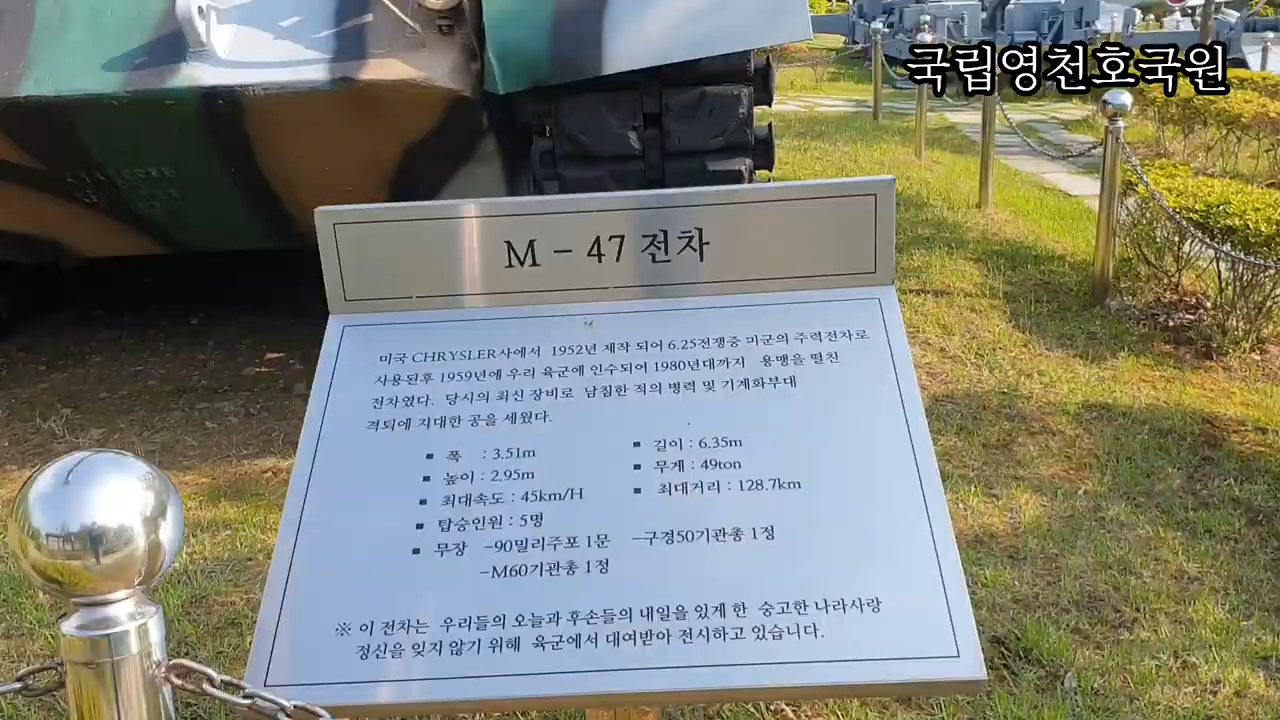 국립영천호국원
M - 47 전차
미국 CHRYSLER사에서 1952년 제작 되어 6.25전쟁중 미군의 주력전차로
사용된후 1959년에 우리 육군에 인수되어 1980년대까지 용맹을 떨친
전차였다. 당시의 최신 장비로 남침한 적의 병력 및 기계화부대
격퇴에 지대한 공을 세웠다.
■ 폭 : 3.51m ■ 길이 : 6.35m
■ 높이 : 2.95m ■ 무게 : 49ton
■ 최대속도 : 45km/H ■ 최대거리 : 128.7km
■ 탑승인원 : 5명
■ 무장 -90밀리주포 1문 -구경50기관총 1정
-M60기관총 1정
※ 이 전차는 우리들의 오늘과 후손들의 내일을 있게 한 숭고한 나라사랑
정신을 잊지 않기 위해 육군에서 대여받아 전시하고 있습니다.